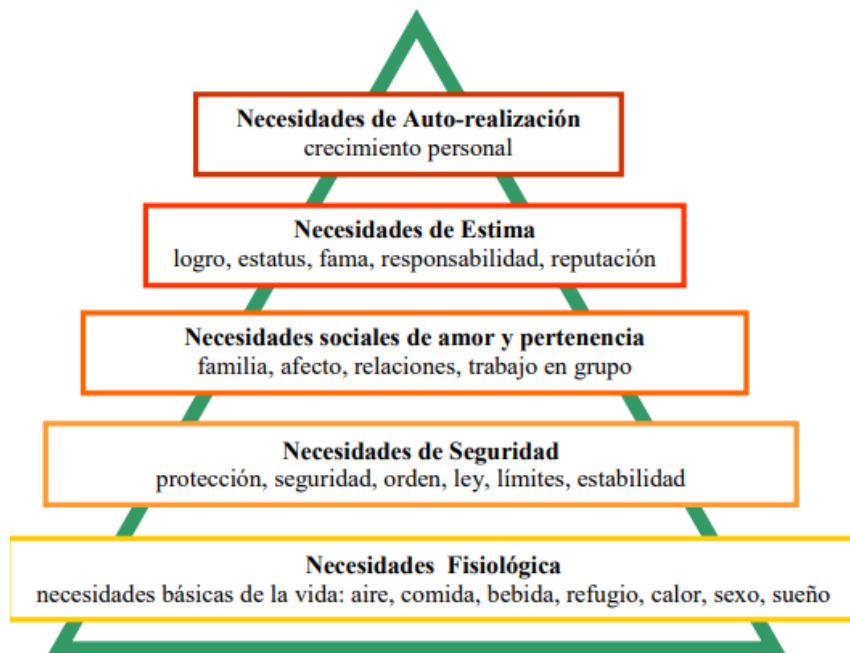 Necesidades de Auto-realización
crecimiento personal
Necesidades de Estima
logro, estatus, fama, responsabilidad, reputación
Necesidades sociales de amor y pertenencia
familia, afecto, relaciones, trabajo en grupo
Necesidades de Seguridad
protección, seguridad, orden, ley, límites, estabilidad
Necesidades Fisiológica
necesidades básicas de la vida: aire, comida, bebida, refugio, calor, sexo, sueño